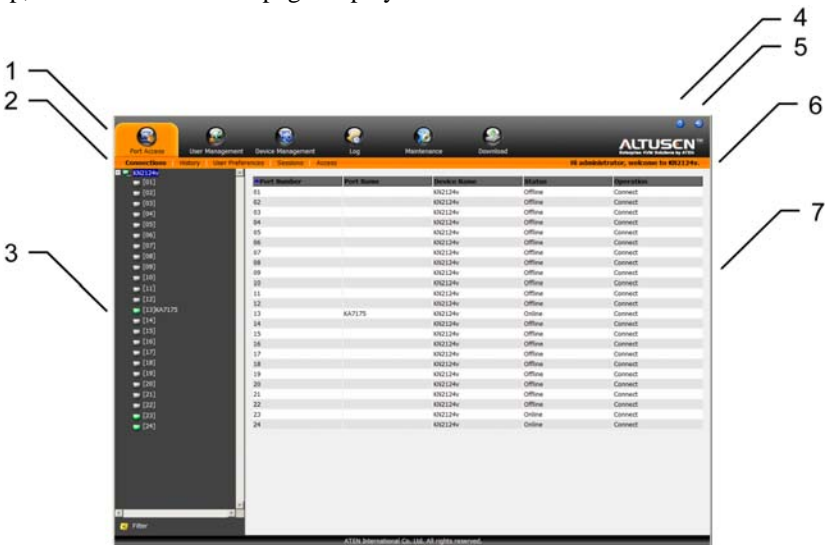 4
5
1
2
6
7
3
Port Access User Management Device Management Log Maintenance Download
ALTUSCN™
Connections History User Preferences Sessions Access Hi administrator, welcome to KN2124v.
KN2124v
[01]
[02]
[03]
[04]
[05]
[06]
[07]
[08]
[09]
[10]
[11]
[12]
[13]KA7175
[14]
[15]
[16]
[17]
[18]
[19]
[20]
[21]
[22]
[23]
[24]
Filter
Port Number Port Name Device Name Status Operation
01 KN2124v Offline Connect
02 KN2124v Offline Connect
03 KN2124v Offline Connect
04 KN2124v Offline Connect
05 KN2124v Offline Connect
06 KN2124v Offline Connect
07 KN2124v Offline Connect
08 KN2124v Offline Connect
09 KN2124v Offline Connect
10 KN2124v Offline Connect
11 KN2124v Offline Connect
12 KN2124v Offline Connect
13 KA7175 KN2124v Online Connect
14 KN2124v Offline Connect
15 KN2124v Offline Connect
16 KN2124v Offline Connect
17 KN2124v Offline Connect
18 KN2124v Offline Connect
19 KN2124v Offline Connect
20 KN2124v Offline Connect
21 KN2124v Offline Connect
22 KN2124v Offline Connect
23 KN2124v Online Connect
24 KN2124v Online Connect
ATEN International Co. Ltd. All rights reserved.